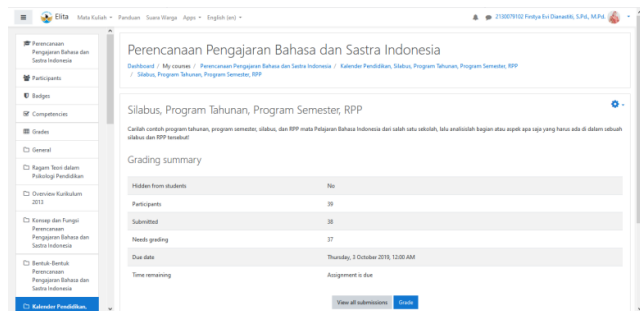 Elita Mata Kuliah Panduan Suara Warga Apps English (en) 2130079102 Finitya Eri Dianastiti, S.Pd., M.Pd.
Perencanaan Pengajaran Bahasa dan Sastra Indonesia
Participants
Badges
Competencies
Grades
General
Ragam Teori dalam Psikologi Pendidikan
Overview Kurikulum 2013
Konsep dan Fungsi Perencanaan Pengajaran Bahasa dan Sastra Indonesia
Bentuk-Bentuk Perencanaan Pengajaran Bahasa dan Sastra Indonesia
Kalender Pendidikan,
Perencanaan Pengajaran Bahasa dan Sastra Indonesia
Dashboard / My courses / Perencanaan Pengajaran Bahasa dan Sastra Indonesia / Kalender Pendidikan, Silabus, Program Tahunan, Program Semester, RPP
/ Silabus, Program Tahunan, Program Semester, RPP
Silabus, Program Tahunan, Program Semester, RPP
Carilah contoh program tahunan, program semester, silabus, dan RPP mata Pelajaran Bahasa Indonesia dari salah satu sekolah, lalu analisislah bagian atau aspek apa saja yang harus ada di dalam sebuah
silabus dan RPP tersebut!
Grading summary
Hidden from students No
Participants 39
Submitted 38
Needs grading 37
Due date Thursday, 3 October 2019, 12:00 AM
Time remaining Assignment is due
View all submissions Grade